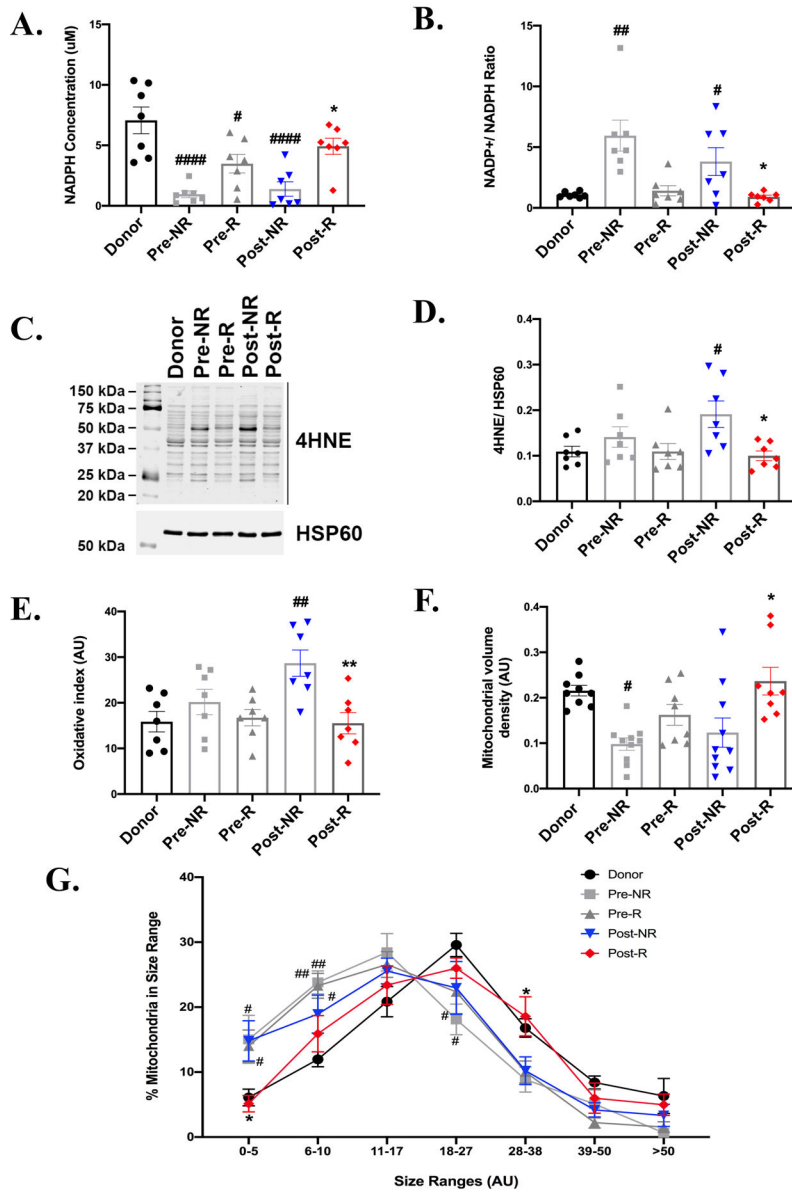 A.
NADPH Concentration (uM)
15
10
5
0
####
#
####
*
Donor
Pre-NR
Pre-R
Post-NR
Post-R
B.
NADP+/ NADPH Ratio
15
10
5
0
##
#
*
Donor
Pre-NR
Pre-R
Post-NR
Post-R
C.
Donor
Pre-NR
Pre-R
Post-NR
Post-R
150 kDa
75 kDa
50 kDa
37 kDa
25 kDa
20 kDa
4HNE
50 kDa
HSP60
D.
4HNE/ HSP60
0.4
0.3
0.2
0.1
0.0
#
*
Donor
Pre-NR
Pre-R
Post-NR
Post-R
E.
Oxidative index (AU)
40
30
20
10
0
##
**
Donor
Pre-NR
Pre-R
Post-NR
Post-R
F.
Mitochondrial volume
density (AU)
0.4
0.3
0.2
0.1
0.0
#
*
Donor
Pre-NR
Pre-R
Post-NR
Post-R
G.
% Mitochondria in Size Range
40
30
20
10
0
Donor
Pre-NR
Pre-R
Post-NR
Post-R
#
#
*
##
##
#
#
#
*
0-5
6-10
11-17
18-27
28-38
39-50
>50
Size Ranges (AU)